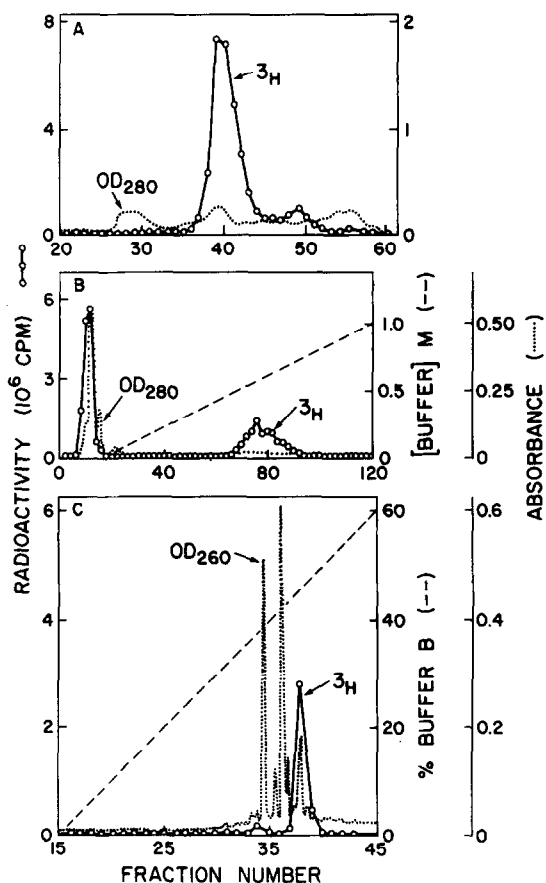 A
8
4
0
2
1
0
3H
OD280
20 30 40 50 60
B
6
3
0
1.0
0.5
0
0.50
0.25
0
OD280
3H
0 40 60 80 100 120
C
6
4
2
0
60
40
20
0
0.6
0.4
0.2
0
OD260
3H
15 25 35 45
FRACTION NUMBER
RADIOACTIVITY (10⁶ CPM)
[BUFFER] M (--)
% BUFFER B (--)
ABSORBANCE (....)